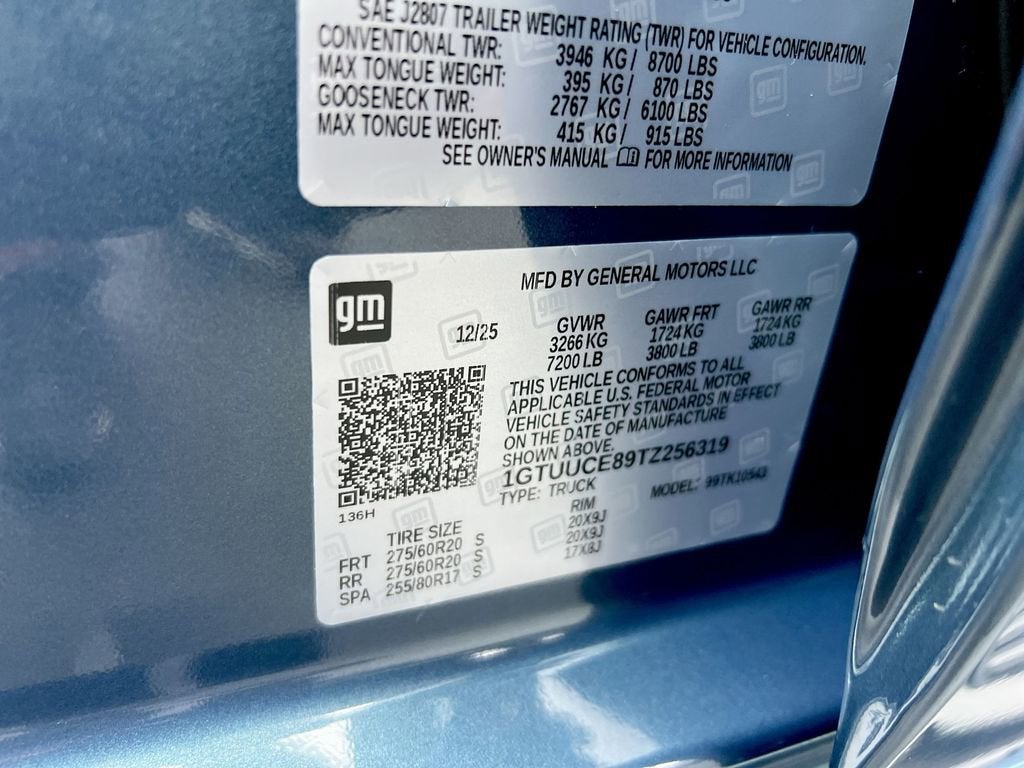 SAE J2807 TRAILER WEIGHT RATING (TWR) FOR VEHICLE CONFIGURATION.
CONVENTIONAL TWR: 3946 KG/ 8700 LBS
MAX TONGUE WEIGHT: 395 KG/ 870 LBS
GOOSENECK TWR: 2767 KG/ 6100 LBS
MAX TONGUE WEIGHT: 415 KG/ 915 LBS
SEE OWNER'S MANUAL FOR MORE INFORMATION
gm
MFD BY GENERAL MOTORS LLC
12/25
GVWR GAWR FRT GAWR RR
3266 KG 1724 KG 1724 KG
7200 LB 3800 LB 3800 LB
THIS VEHICLE CONFORMS TO ALL
APPLICABLE U.S. FEDERAL MOTOR
VEHICLE SAFETY STANDARDS IN EFFECT
ON THE DATE OF MANUFACTURE
SHOWN ABOVE.
1GTUUCE89TZ256319
TYPE: TRUCK MODEL: 99TK10543
136H
TIRE SIZE RIM
FRT 275/60R20 S 20X9J
RR 275/60R20 S 20X9J
SPA 255/80R17 S 17X8J